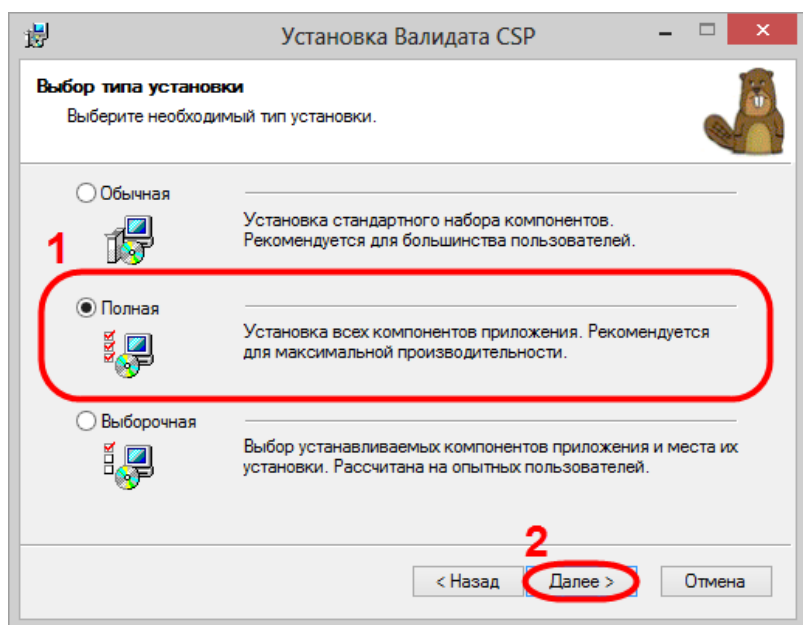 Установка Валидата CSP
Выбор типа установки
Выберите необходимый тип установки.
Обычная
Установка стандартного набора компонентов.
Рекомендуется для большинства пользователей.
1
Полная
Установка всех компонентов приложения. Рекомендуется
для максимальной производительности.
Выборочная
Выбор устанавливаемых компонентов приложения и места их
установки. Рассчитана на опытных пользователей.
2
< Назад Далее > Отмена